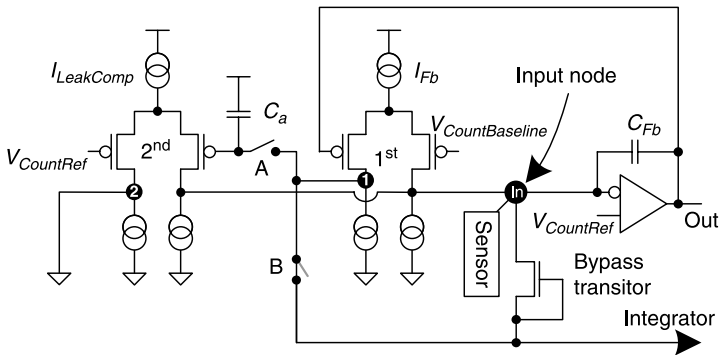 I_LeakComp
I_Fb
Input node
C_a
V_CountBaseline
C_Fb
2nd
1st
V_CountRef
A
1
2
In
V_CountRef
Out
Sensor
B
Bypass
transitor
Integrator